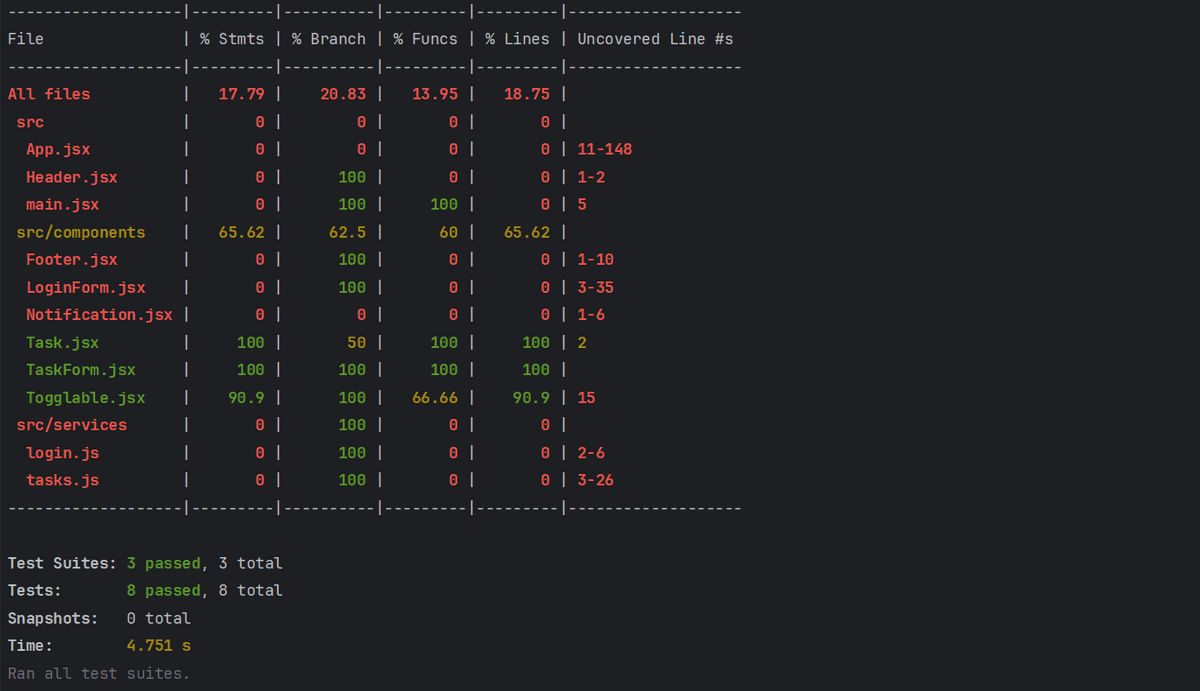 -------------------|---------|----------|---------|---------|-------------------
File               | % Stmts | % Branch | % Funcs | % Lines | Uncovered Line #s
-------------------|---------|----------|---------|---------|-------------------
All files          |   17.79 |    20.83 |   13.95 |   18.75 |
 src               |       0 |        0 |       0 |       0 |
  App.jsx          |       0 |        0 |       0 |       0 | 11-148
  Header.jsx       |       0 |      100 |       0 |       0 | 1-2
  main.jsx         |       0 |      100 |     100 |       0 | 5
 src/components    |   65.62 |     62.5 |      60 |   65.62 |
  Footer.jsx       |       0 |      100 |       0 |       0 | 1-10
  LoginForm.jsx    |       0 |      100 |       0 |       0 | 3-35
  Notification.jsx |       0 |        0 |       0 |       0 | 1-6
  Task.jsx         |     100 |       50 |     100 |     100 | 2
  TaskForm.jsx     |     100 |      100 |     100 |     100 |
  Togglable.jsx    |    90.9 |      100 |   66.66 |    90.9 | 15
 src/services      |       0 |      100 |       0 |       0 |
  login.js         |       0 |      100 |       0 |       0 | 2-6
  tasks.js         |       0 |      100 |       0 |       0 | 3-26
-------------------|---------|----------|---------|---------|-------------------
Test Suites: 3 passed, 3 total
Tests:       8 passed, 8 total
Snapshots:   0 total
Time:        4.751 s
Ran all test suites.